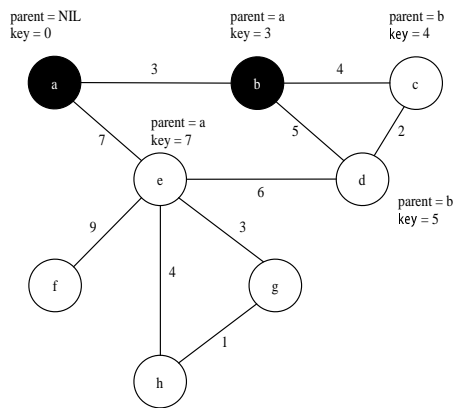 parent = NIL
key = 0
parent = a
key = 3
parent = b
key = 4
a
3
b
4
c
7
5
2
parent = a
key = 7
e
6
d
parent = b
key = 5
9
3
f
4
g
1
h